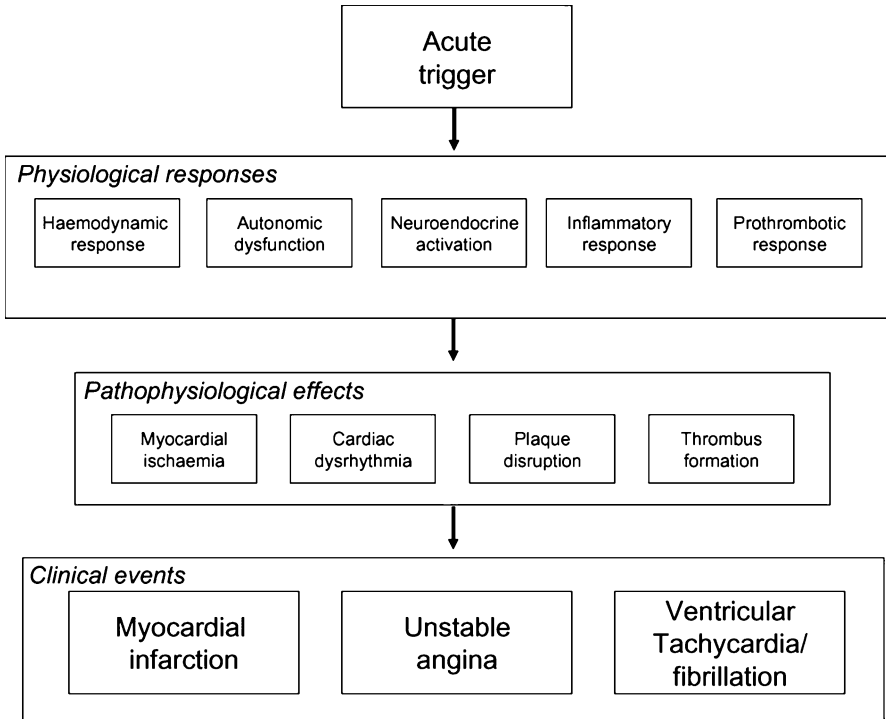 Acute
trigger
Physiological responses
Haemodynamic
response
Autonomic
dysfunction
Neuroendocrine
activation
Inflammatory
response
Prothrombotic
response
Pathophysiological effects
Myocardial
ischaemia
Cardiac
dysrhythmia
Plaque
disruption
Thrombus
formation
Clinical events
Myocardial
infarction
Unstable
angina
Ventricular
Tachycardia/
fibrillation